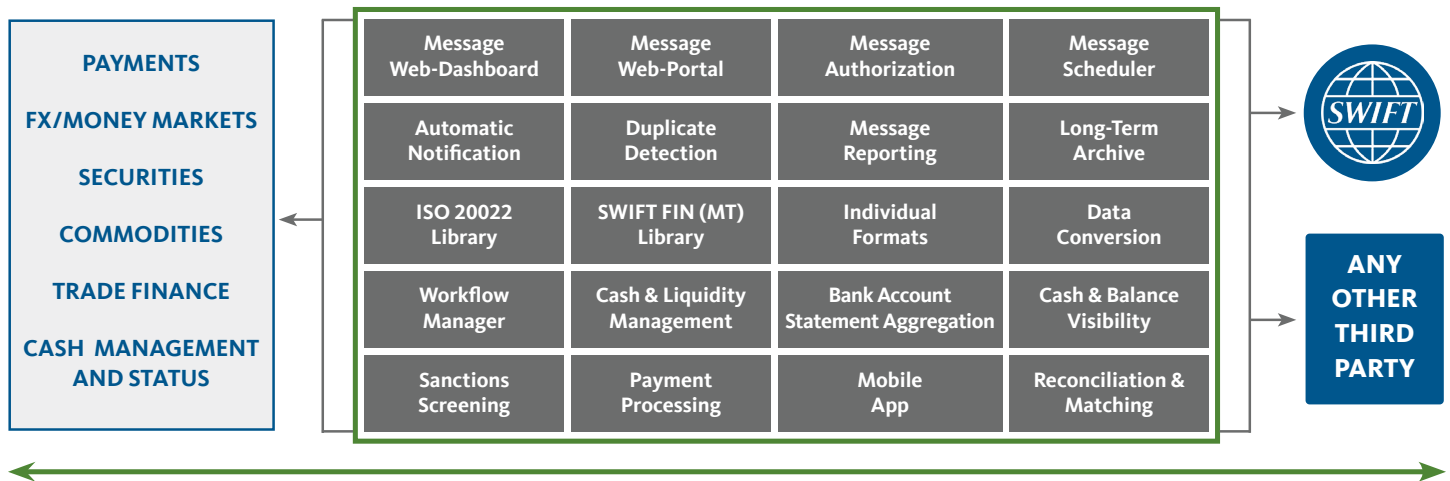 PAYMENTS
FX/MONEY MARKETS
SECURITIES
COMMODITIES
TRADE FINANCE
CASH MANAGEMENT
AND STATUS
Message
Web-Dashboard
Message
Web-Portal
Message
Authorization
Message
Scheduler
Automatic
Notification
Duplicate
Detection
Message
Reporting
Long-Term
Archive
ISO 20022
Library
SWIFT FIN (MT)
Library
Individual
Formats
Data
Conversion
Workflow
Manager
Cash & Liquidity
Management
Bank Account
Statement Aggregation
Cash & Balance
Visibility
Sanctions
Screening
Payment
Processing
Mobile
App
Reconciliation &
Matching
SWIFT
ANY
OTHER
THIRD
PARTY